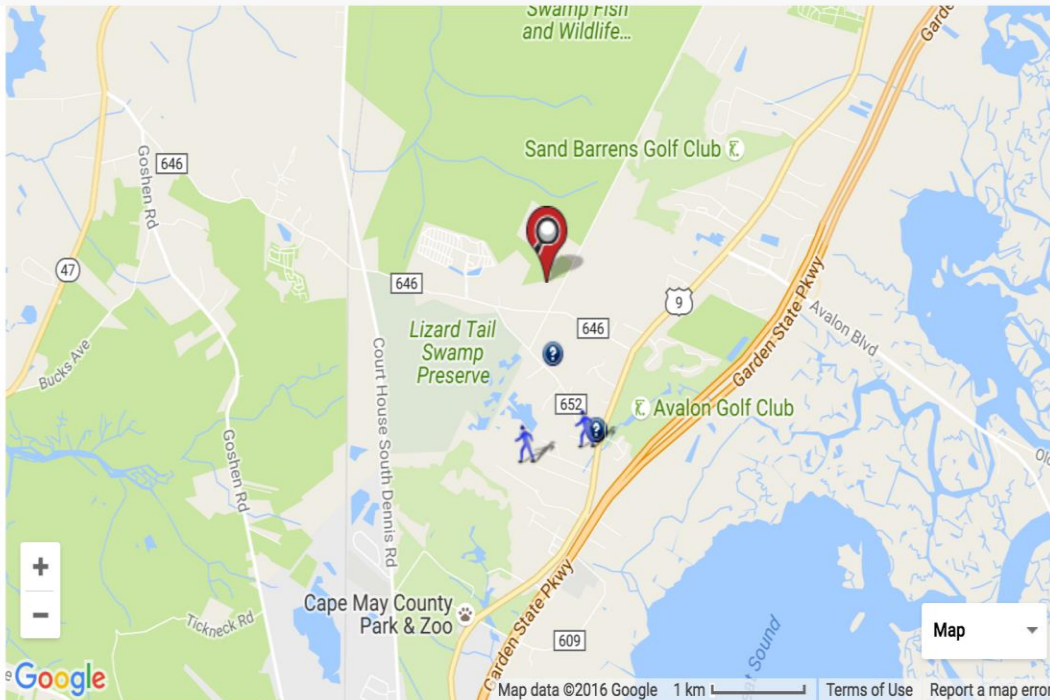 Swamp Fish
and Wildlife...
Garde
Sand Barrens Golf Club
646
Goshen Rd
47
646
9
Garden State Pkwy
Avalon Blvd
646
Lizard Tail
Swamp
Preserve
Bucks Ave
Court House South Dennis Rd
?
652
Avalon Golf Club
?
Goshen Rd
Old
+
−
Cape May County
Park & Zoo
Tickneck Rd
Garden State Pkwy
609
Sound
Map
Google
Map data ©2016 Google
1 km
Terms of Use
Report a map error